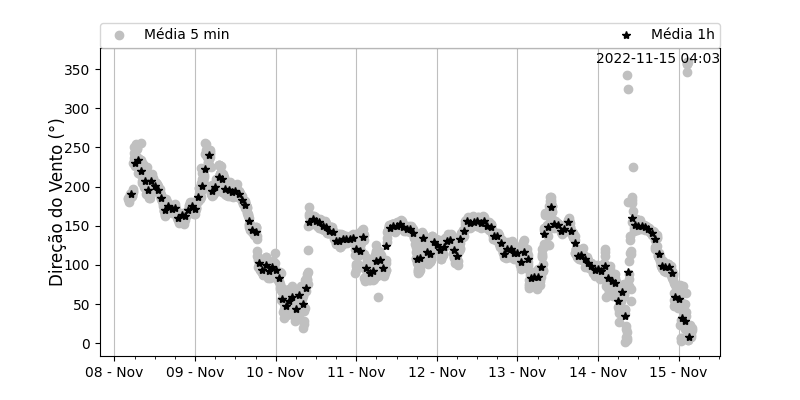 Média 5 min
Média 1h
2022-11-15 04:03
Direção do Vento (°)
350
300
250
200
150
100
50
0
08 - Nov
09 - Nov
10 - Nov
11 - Nov
12 - Nov
13 - Nov
14 - Nov
15 - Nov